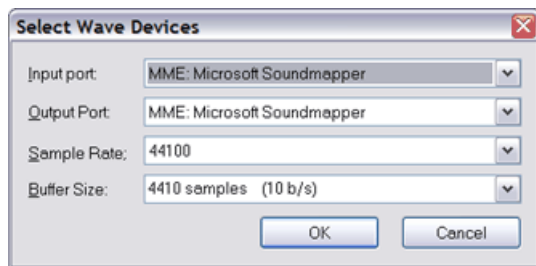 Select Wave Devices
Input port: MME: Microsoft Soundmapper
Output Port: MME: Microsoft Soundmapper
Sample Rate: 44100
Buffer Size: 4410 samples (10 b/s)
OK Cancel